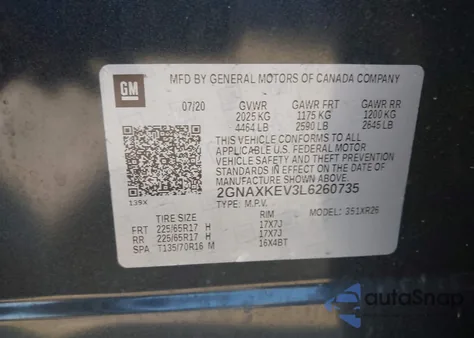 GM
MFD BY GENERAL MOTORS OF CANADA COMPANY
07/20 GVWR GAWR FRT GAWR RR
2025 KG 1175 KG 1200 KG
4464 LB 2590 LB 2645 LB
THIS VEHICLE CONFORMS TO ALL
APPLICABLE U.S. FEDERAL MOTOR
VEHICLE SAFETY AND THEFT PREVENTION
STANDARDS IN EFFECT ON THE DATE OF
MANUFACTURE SHOWN ABOVE.
139X 2GNAXKEV3L6260735
TYPE: M.P.V. MODEL: 351XR26
TIRE SIZE RIM
FRT 225/65R17 H 17X7J
RR 225/65R17 H 17X7J
SPA T135/70R16 M 16X4BT
autoSnap